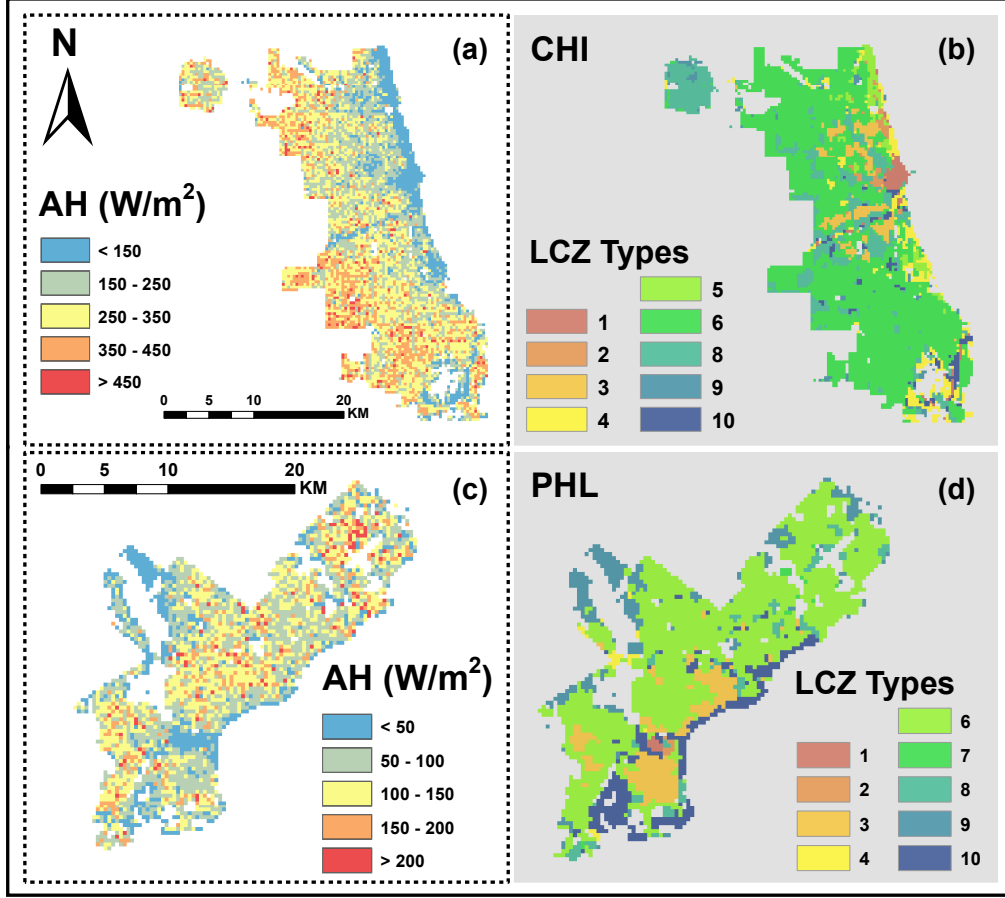 N
(a)
AH (W/m²)
< 150
150 - 250
250 - 350
350 - 450
> 450
0 5 10 20
KM
CHI
(b)
LCZ Types
5
1
6
2
8
3
9
4
10
0 5 10 20
KM
(c)
AH (W/m²)
< 50
50 - 100
100 - 150
150 - 200
> 200
PHL
(d)
LCZ Types
6
1
7
2
8
3
9
4
10